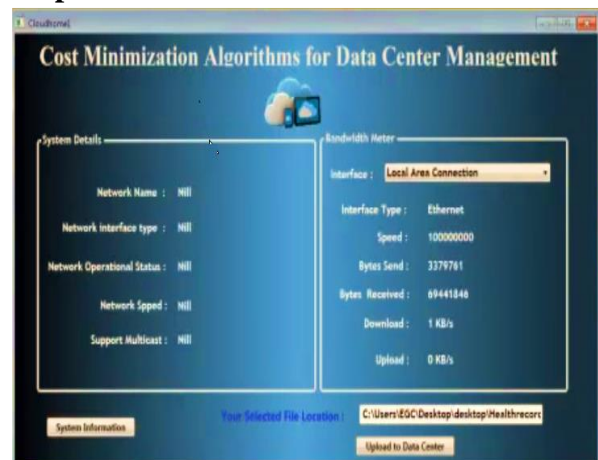 Cloudhome1
Cost Minimization Algorithms for Data Center Management
System Details
Network Name : Nill
Network interface type : Nill
Network Operational Status : Nill
Network Spped : Nill
Support Multicast : Nill
Bandwidth Meter
Interface : Local Area Connection
Interface Type : Ethernet
Speed : 100000000
Bytes Send : 3379761
Bytes Received : 69441846
Download : 1 KB/s
Upload : 0 KB/s
System Information
Your Selected File Location : C:\Users\EGC\Desktop\desktop\Healthrecorc
Upload to Data Center